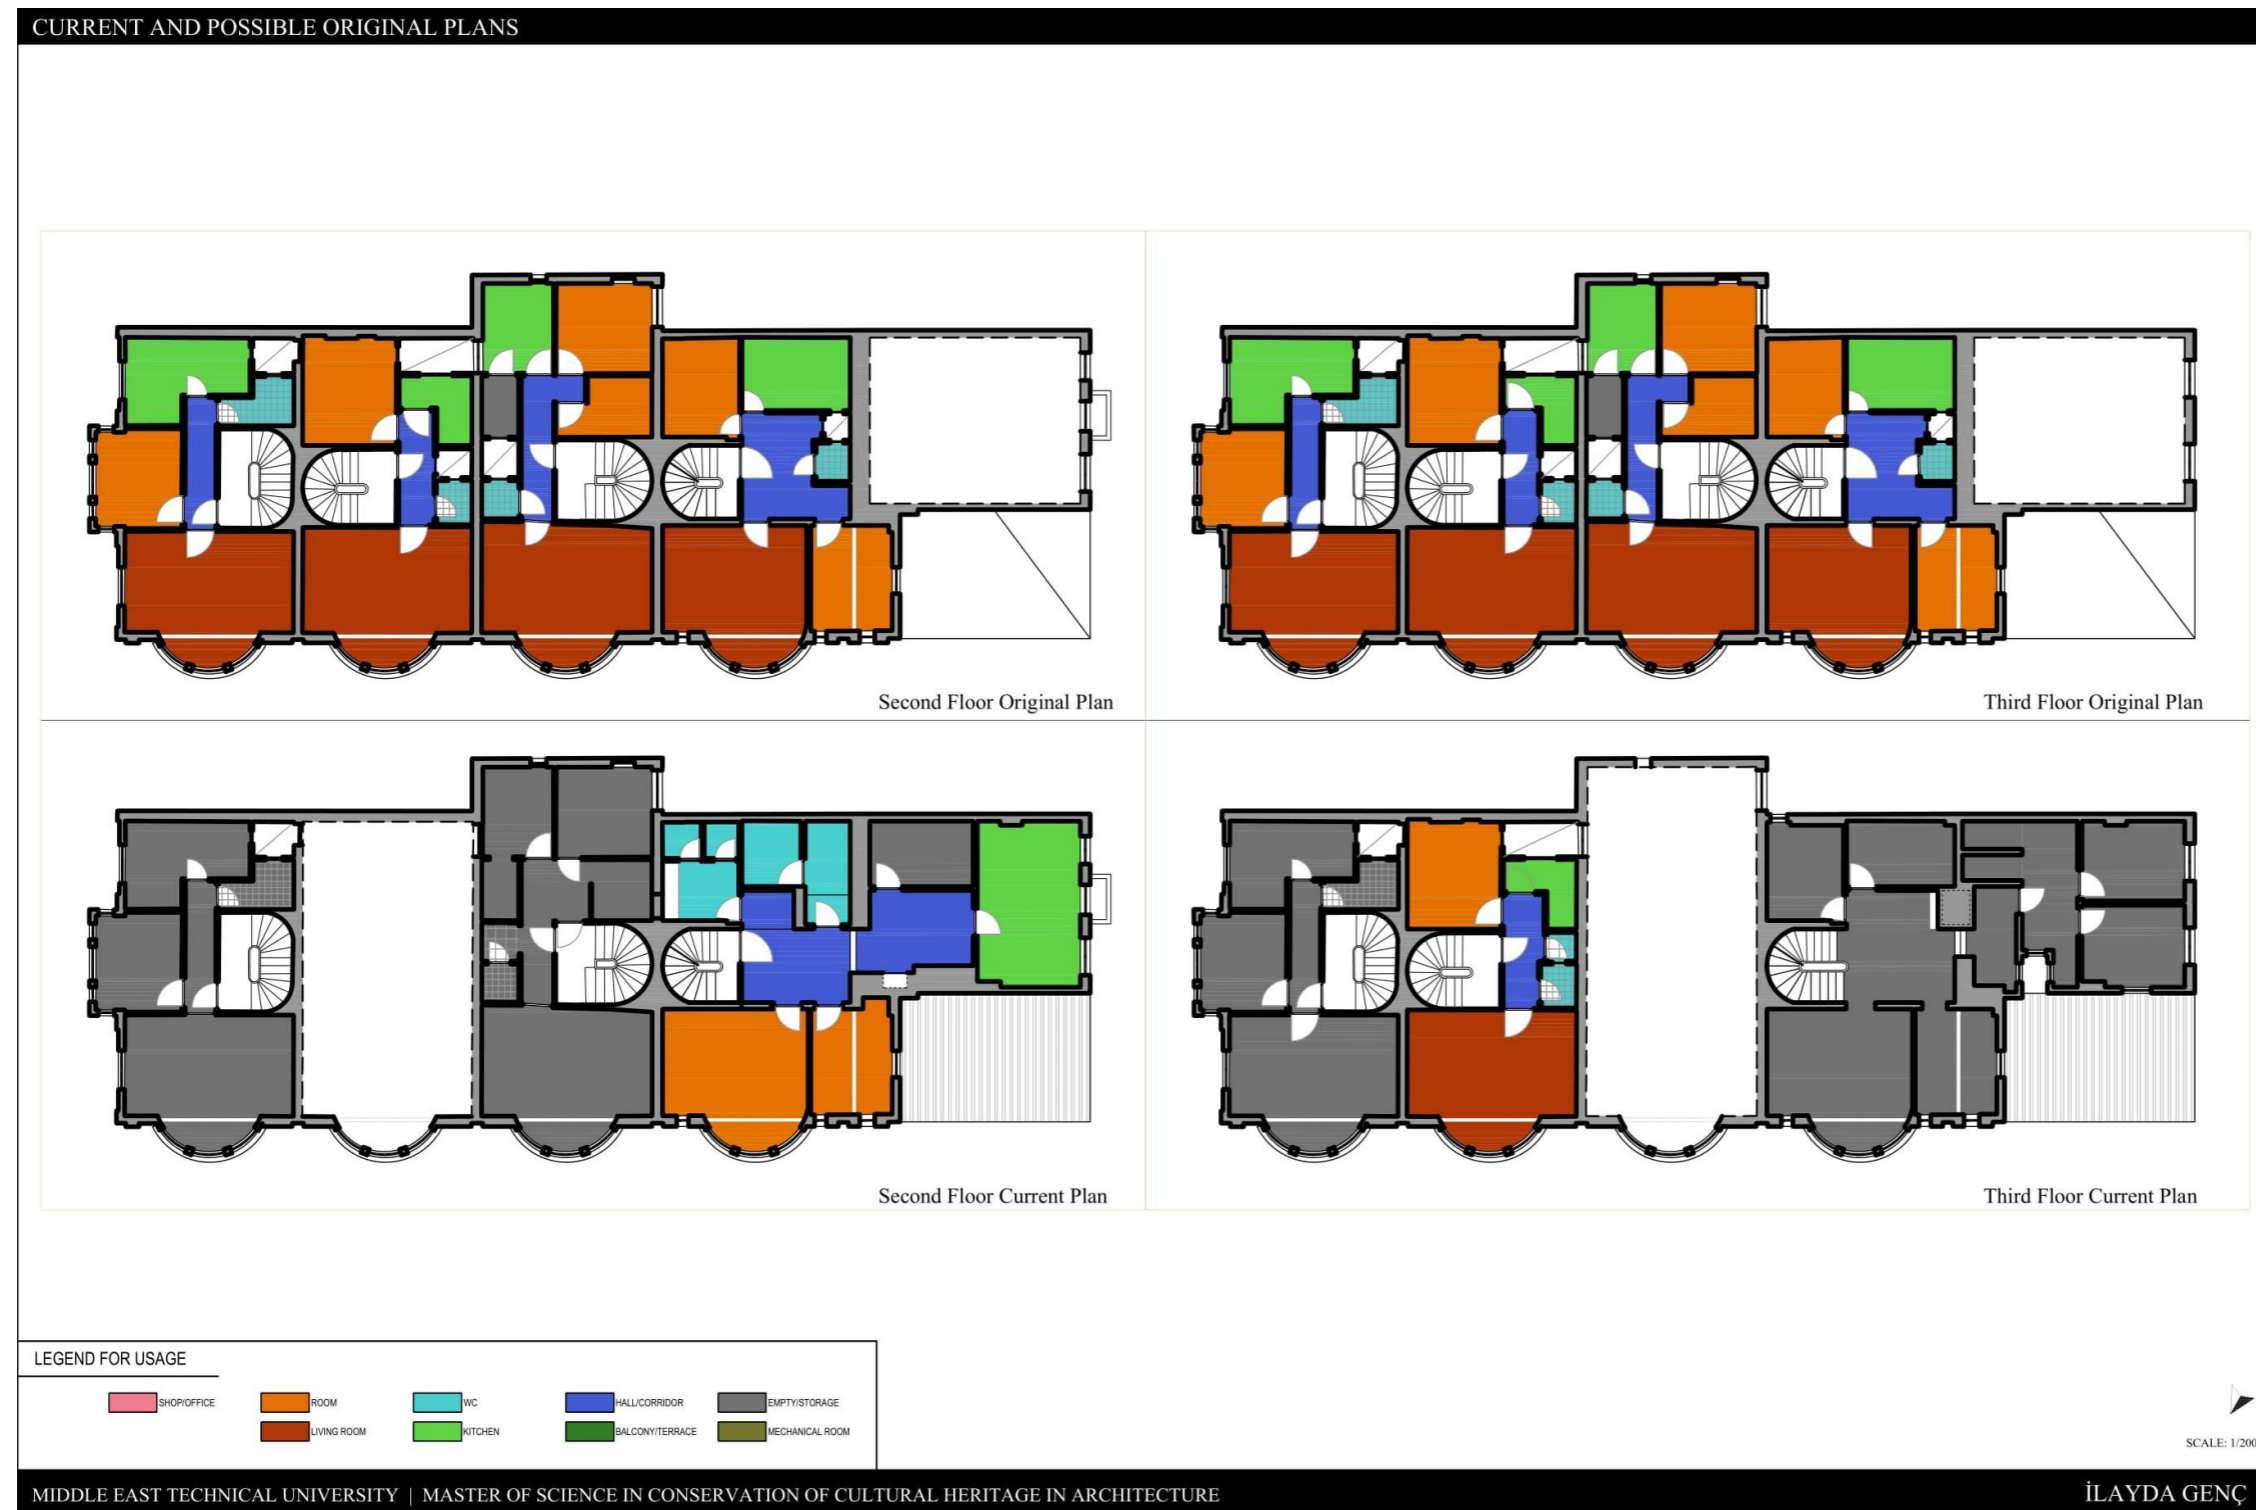 CURRENT AND POSSIBLE ORIGINAL PLANS
Second Floor Original Plan
Third Floor Original Plan
Second Floor Current Plan
Third Floor Current Plan
LEGEND FOR USAGE
SHOP/OFFICE
ROOM
WC
HALL/CORRIDOR
EMPTY/STORAGE
LIVING ROOM
KITCHEN
BALCONY/TERRACE
MECHANICAL ROOM
SCALE: 1/200
MIDDLE EAST TECHNICAL UNIVERSITY | MASTER OF SCIENCE IN CONSERVATION OF CULTURAL HERITAGE IN ARCHITECTURE
İLAYDA GENÇ